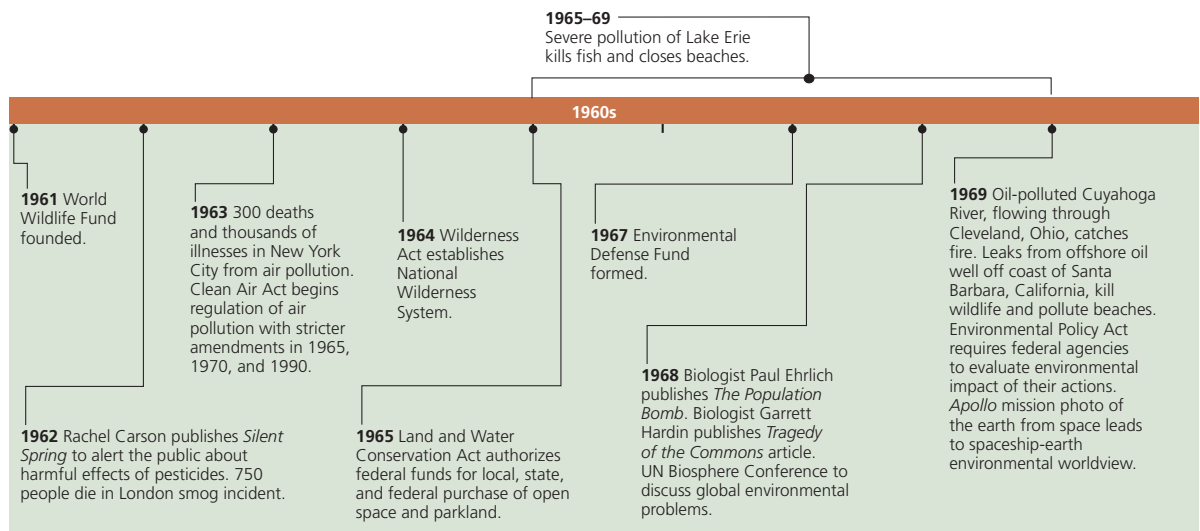 1965–69
Severe pollution of Lake Erie
kills fish and closes beaches.
1960s
1961 World
Wildlife Fund
founded.
1962 Rachel Carson publishes Silent
Spring to alert the public about
harmful effects of pesticides. 750
people die in London smog incident.
1963 300 deaths
and thousands of
illnesses in New York
City from air pollution.
Clean Air Act begins
regulation of air
pollution with stricter
amendments in 1965,
1970, and 1990.
1964 Wilderness
Act establishes
National
Wilderness
System.
1965 Land and Water
Conservation Act authorizes
federal funds for local, state,
and federal purchase of open
space and parkland.
1967 Environmental
Defense Fund
formed.
1968 Biologist Paul Ehrlich
publishes The Population
Bomb. Biologist Garrett
Hardin publishes Tragedy
of the Commons article.
UN Biosphere Conference to
discuss global environmental
problems.
1969 Oil-polluted Cuyahoga
River, flowing through
Cleveland, Ohio, catches
fire. Leaks from offshore oil
well off coast of Santa
Barbara, California, kill
wildlife and pollute beaches.
Environmental Policy Act
requires federal agencies
to evaluate environmental
impact of their actions.
Apollo mission photo of
the earth from space leads
to spaceship-earth
environmental worldview.